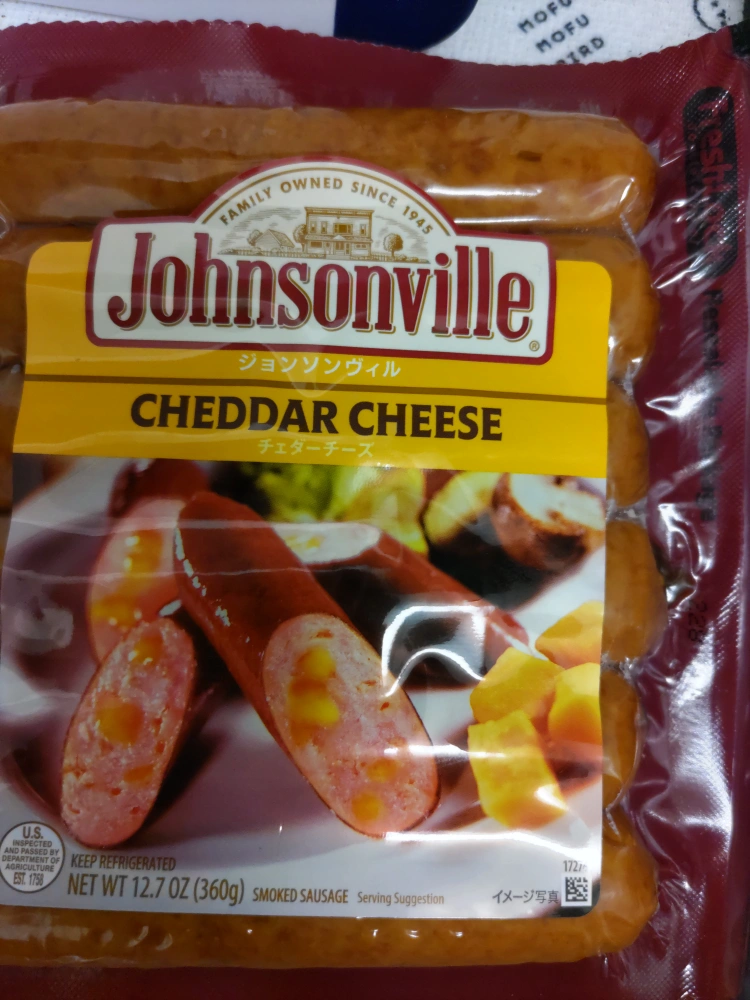 MOFU
MOFU
BIRD
FAMILY OWNED SINCE 1945
Johnsonville®
ジョンソンヴィル
CHEDDAR CHEESE
チェダーチーズ
U.S.
INSPECTED
AND PASSED BY
DEPARTMENT OF
AGRICULTURE
EST. 1758
KEEP REFRIGERATED
NET WT 12.7 OZ (360g) SMOKED SAUSAGE Serving Suggestion
イメージ写真